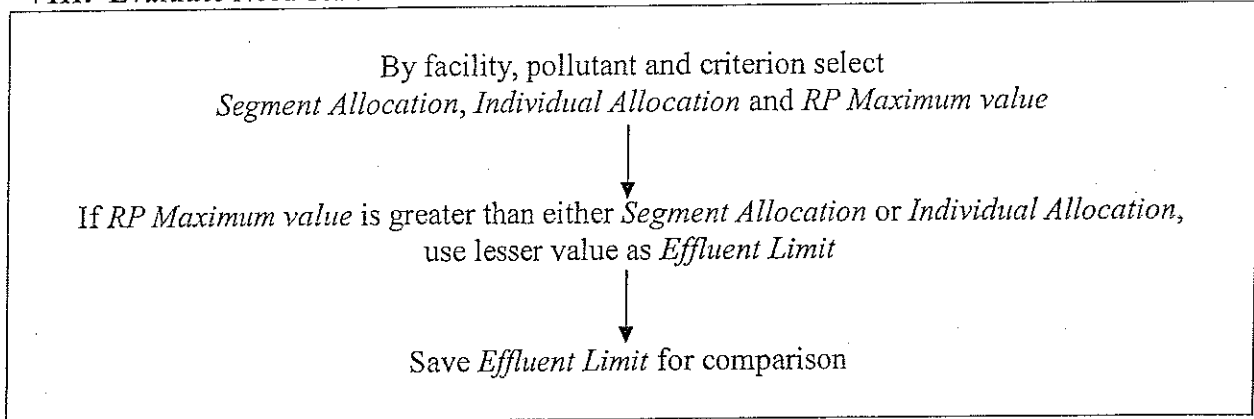 By facility, pollutant and criterion select
Segment Allocation, Individual Allocation and RP Maximum value
If RP Maximum value is greater than either Segment Allocation or Individual Allocation,
use lesser value as Effluent Limit
Save Effluent Limit for comparison